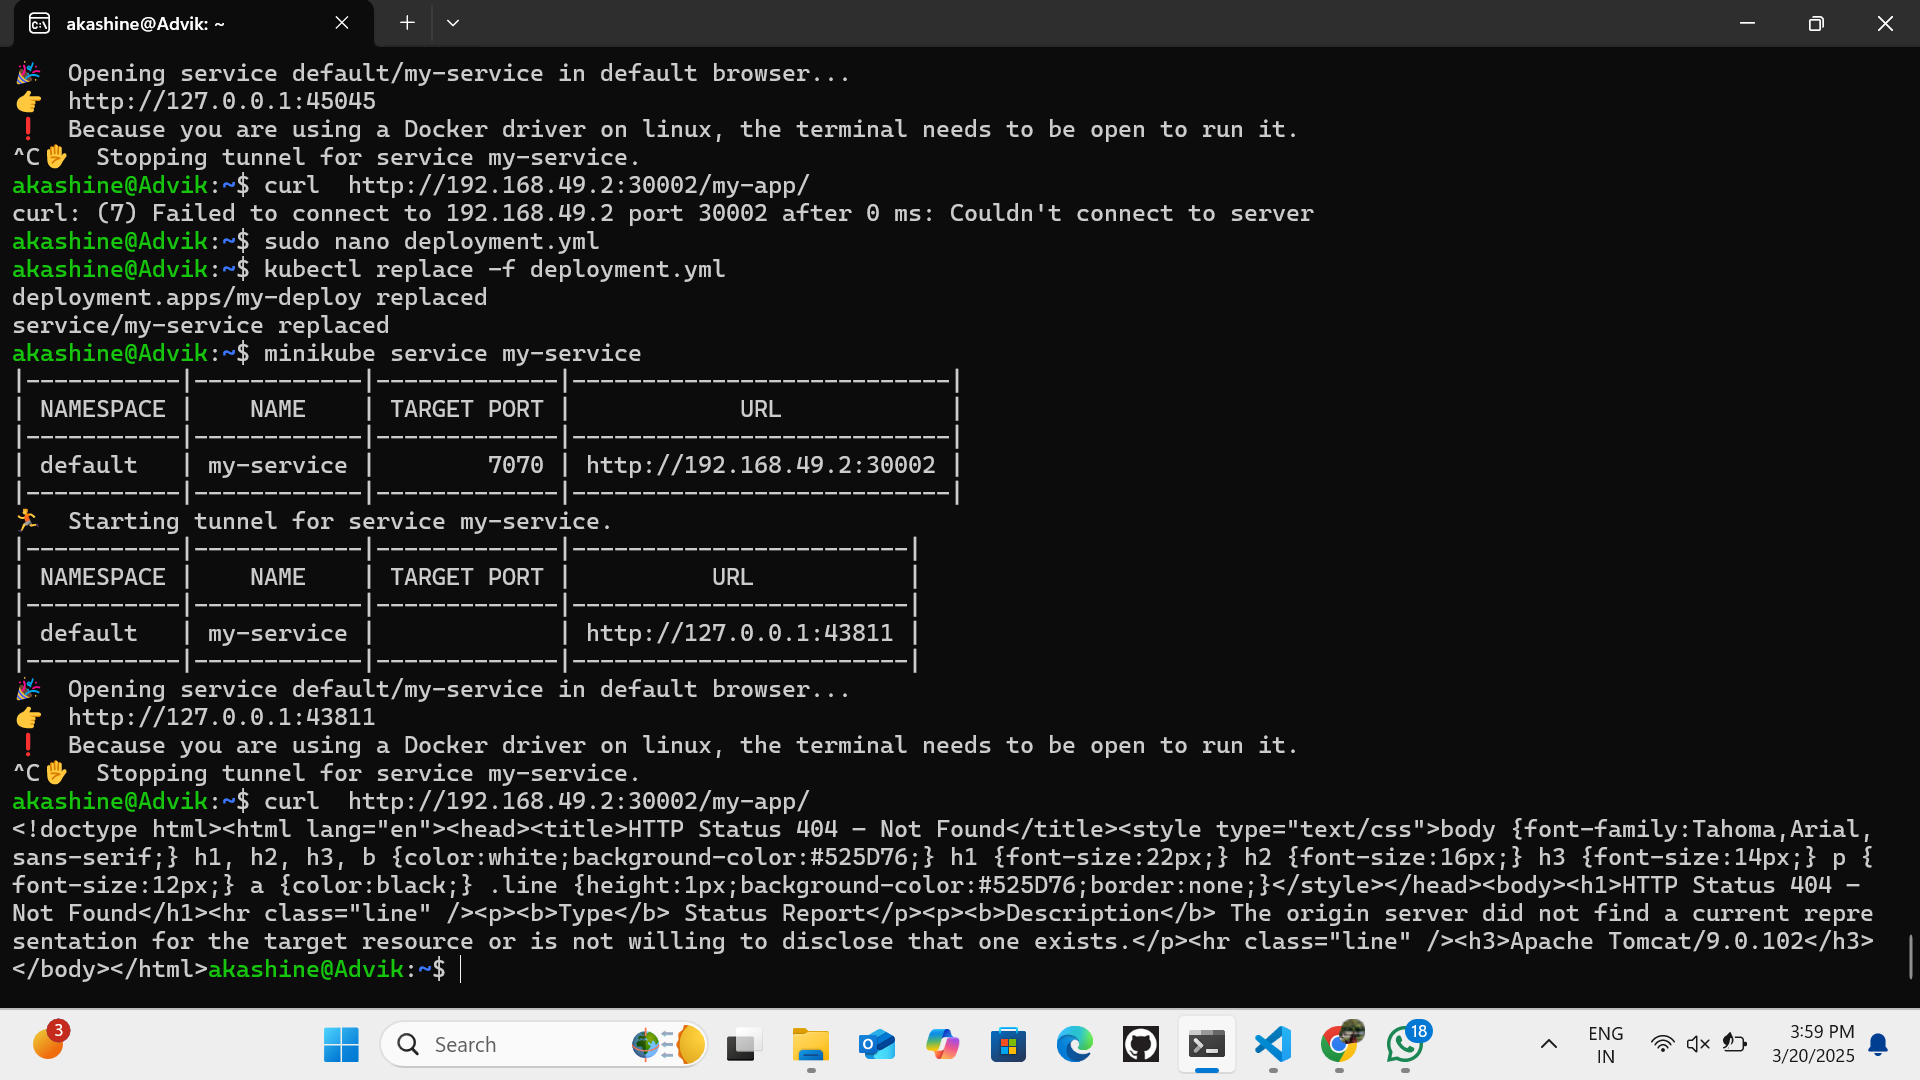 akashine@Advik: ~
🎉  Opening service default/my-service in default browser...
👉  http://127.0.0.1:45045
❗  Because you are using a Docker driver on linux, the terminal needs to be open to run it.
^C✋  Stopping tunnel for service my-service.
akashine@Advik:~$ curl  http://192.168.49.2:30002/my-app/
curl: (7) Failed to connect to 192.168.49.2 port 30002 after 0 ms: Couldn't connect to server
akashine@Advik:~$ sudo nano deployment.yml
akashine@Advik:~$ kubectl replace -f deployment.yml
deployment.apps/my-deploy replaced
service/my-service replaced
akashine@Advik:~$ minikube service my-service
|-----------|------------|-------------|---------------------------|
| NAMESPACE |    NAME    | TARGET PORT |            URL            |
|-----------|------------|-------------|---------------------------|
| default   | my-service |        7070 | http://192.168.49.2:30002 |
|-----------|------------|-------------|---------------------------|
🏃  Starting tunnel for service my-service.
|-----------|------------|-------------|------------------------|
| NAMESPACE |    NAME    | TARGET PORT |          URL           |
|-----------|------------|-------------|------------------------|
| default   | my-service |             | http://127.0.0.1:43811 |
|-----------|------------|-------------|------------------------|
🎉  Opening service default/my-service in default browser...
👉  http://127.0.0.1:43811
❗  Because you are using a Docker driver on linux, the terminal needs to be open to run it.
^C✋  Stopping tunnel for service my-service.
akashine@Advik:~$ curl  http://192.168.49.2:30002/my-app/
<!doctype html><html lang="en"><head><title>HTTP Status 404 – Not Found</title><style type="text/css">body {font-family:Tahoma,Arial,
sans-serif;} h1, h2, h3, b {color:white;background-color:#525D76;} h1 {font-size:22px;} h2 {font-size:16px;} h3 {font-size:14px;} p {
font-size:12px;} a {color:black;} .line {height:1px;background-color:#525D76;border:none;}</style></head><body><h1>HTTP Status 404 –
Not Found</h1><hr class="line" /><p><b>Type</b> Status Report</p><p><b>Description</b> The origin server did not find a current repre
sentation for the target resource or is not willing to disclose that one exists.</p><hr class="line" /><h3>Apache Tomcat/9.0.102</h3>
</body></html>akashine@Advik:~$
3
Search
18
ENG
IN
3:59 PM
3/20/2025